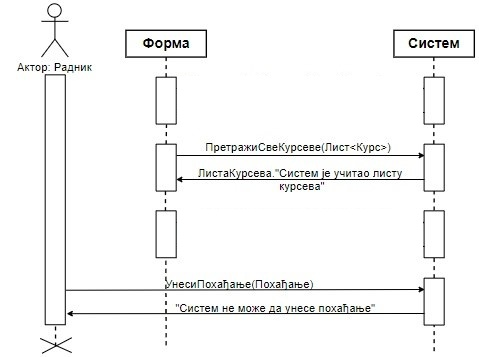 Форма
Систем
Актор: Радник
ПретражиСвеКурсеве(Лист<Курс>)
ЛистаКурсева."Систем је учитао листу
курсева"
УнесиПохађање(Похађање)
"Систем не може да унесе похађање"